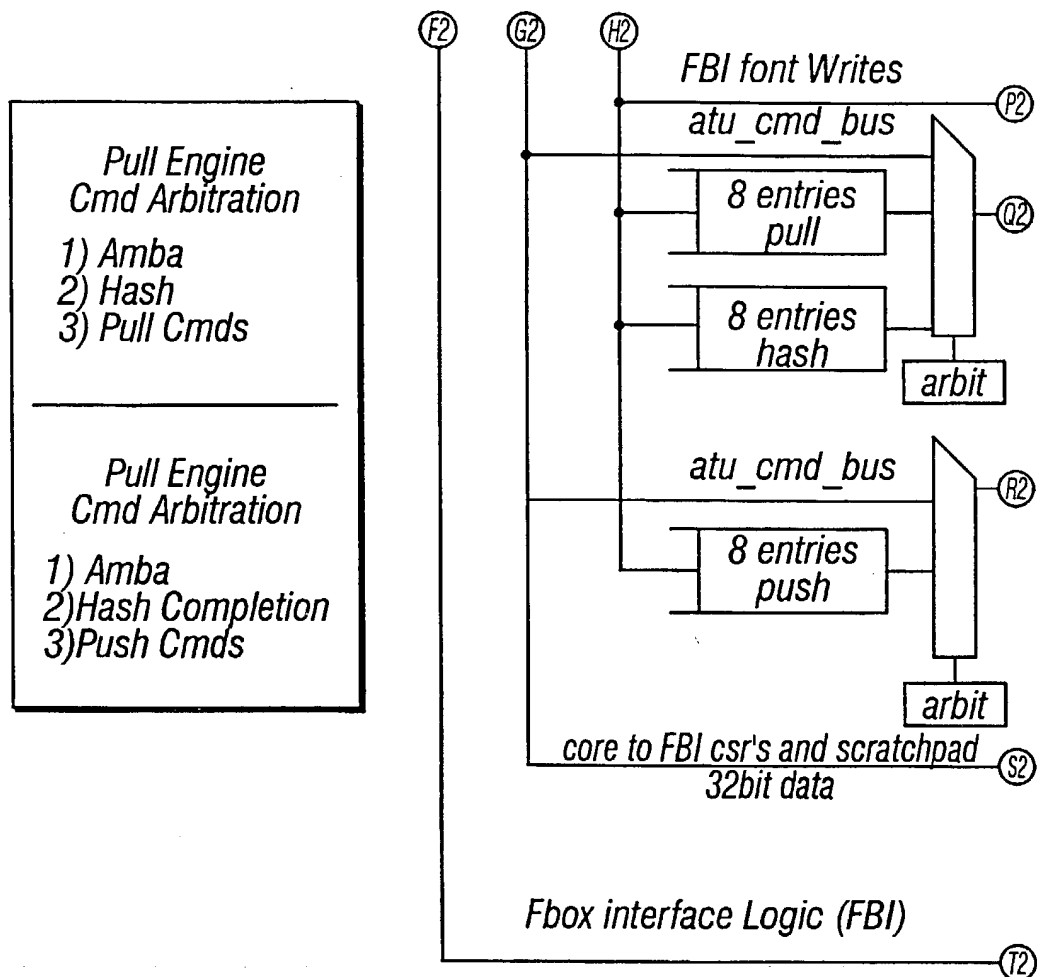 F2 G2 H2
FBI font Writes
P2
atu_cmd_bus
8 entries
pull
Q2
8 entries
hash
arbit
atu_cmd_bus
R2
8 entries
push
arbit
core to FBI csr's and scratchpad
32bit data
S2
Fbox interface Logic (FBI)
T2
Pull Engine
Cmd Arbitration
1) Amba
2) Hash
3) Pull Cmds
Pull Engine
Cmd Arbitration
1) Amba
2)Hash Completion
3)Push Cmds